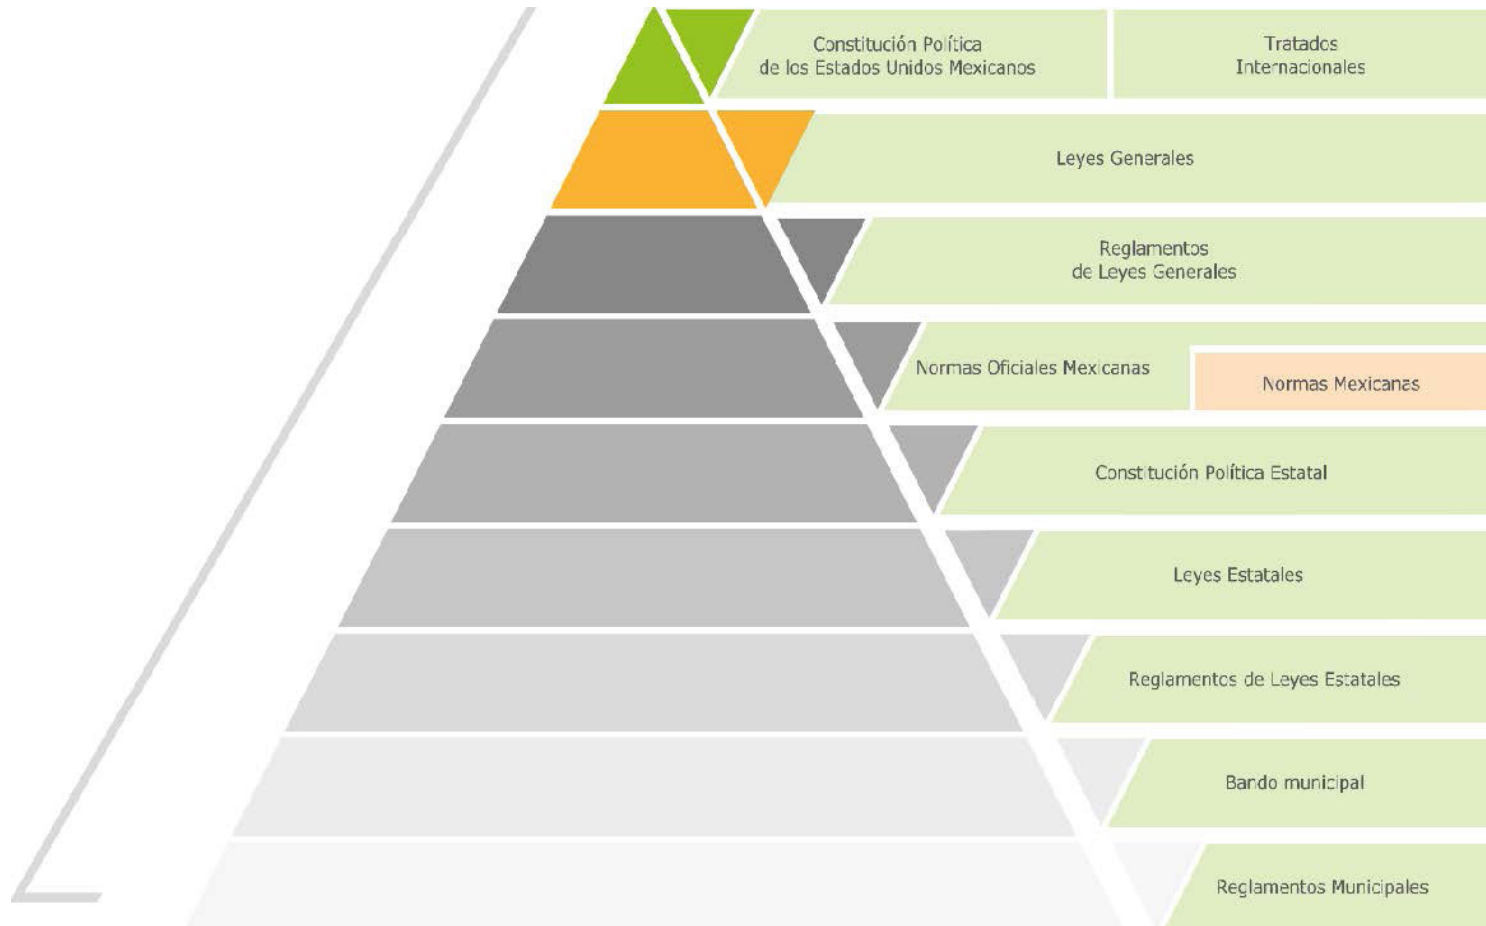 Constitución Política
de los Estados Unidos Mexicanos
Tratados
Internacionales
Leyes Generales
Reglamentos
de Leyes Generales
Normas Oficiales Mexicanas
Normas Mexicanas
Constitución Política Estatal
Leyes Estatales
Reglamentos de Leyes Estatales
Bando municipal
Reglamentos Municipales